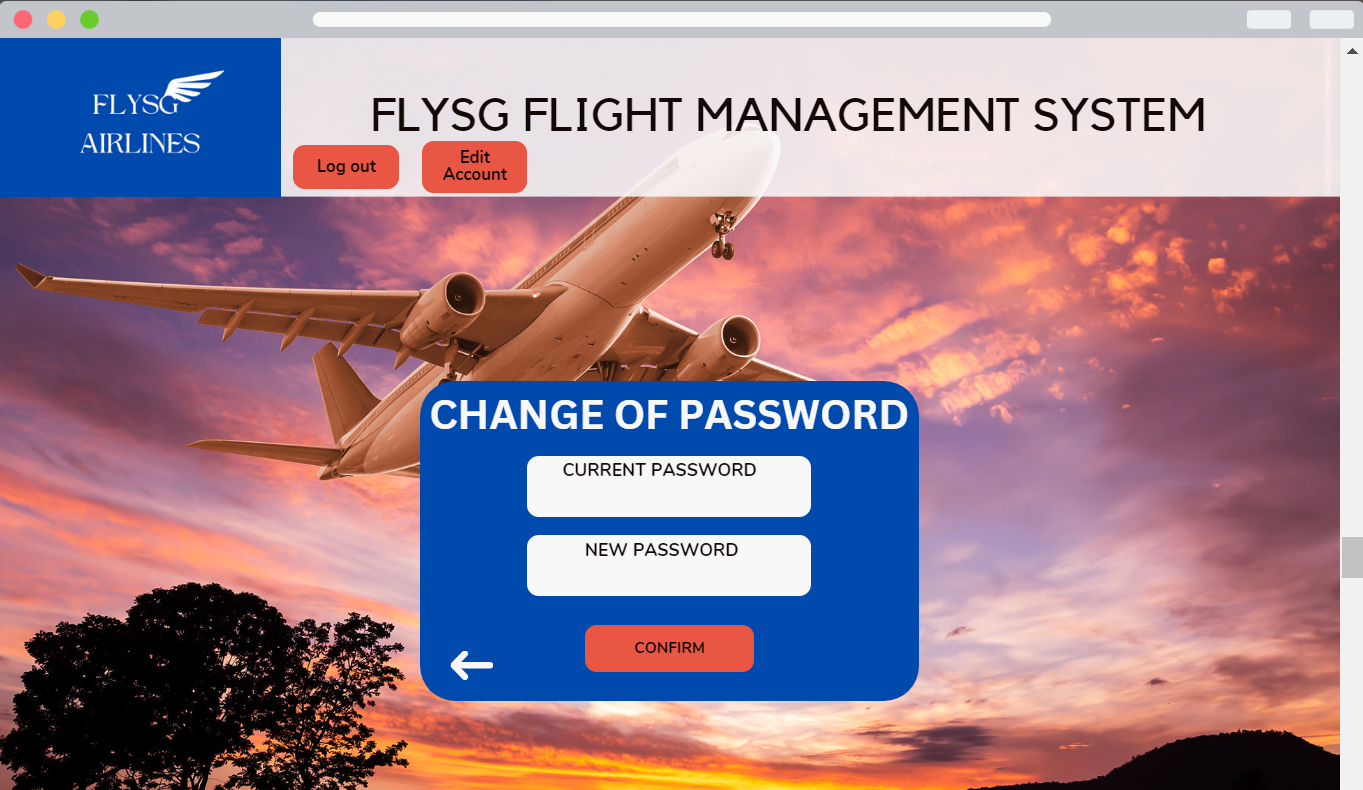 FLYSG
AIRLINES
FLYSG FLIGHT MANAGEMENT SYSTEM
Log out
Edit
Account
CHANGE OF PASSWORD
CURRENT PASSWORD
NEW PASSWORD
CONFIRM